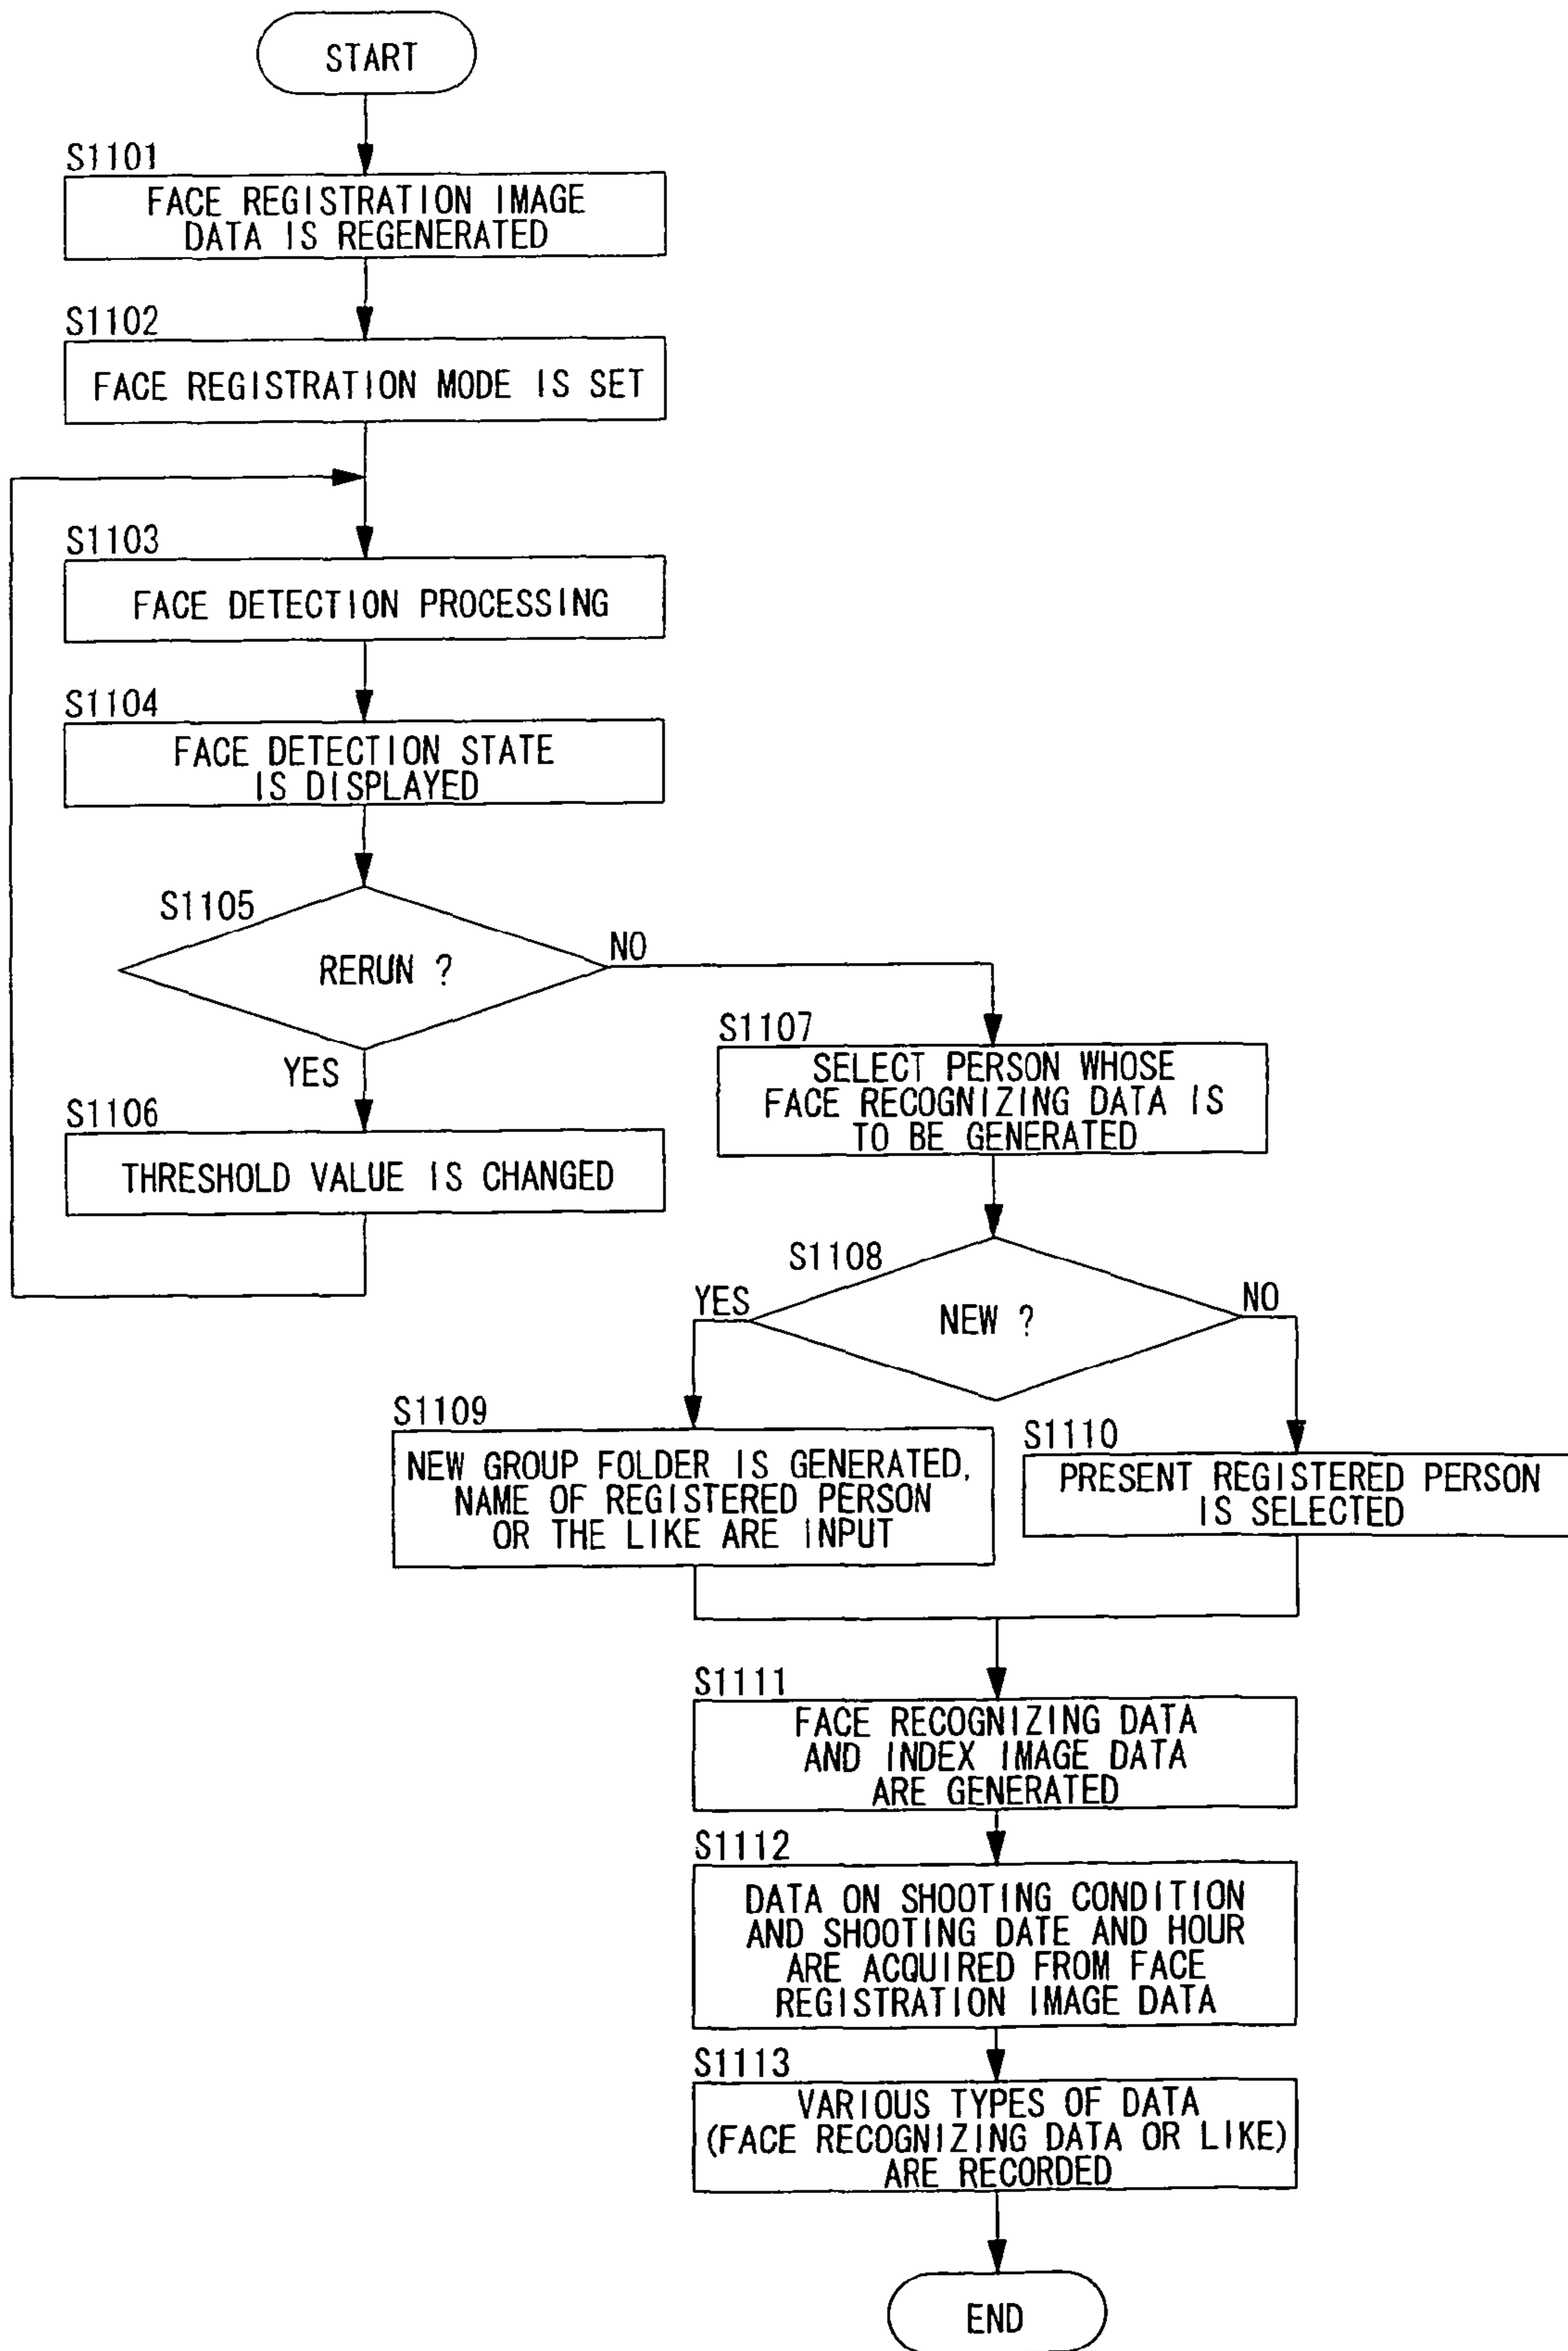 START
S1101
FACE REGISTRATION IMAGE
DATA IS REGENERATED
S1102
FACE REGISTRATION MODE IS SET
S1103
FACE DETECTION PROCESSING
S1104
FACE DETECTION STATE
IS DISPLAYED
S1105
RERUN ?
NO
YES
S1106
THRESHOLD VALUE IS CHANGED
S1107
SELECT PERSON WHOSE
FACE RECOGNIZING DATA IS
TO BE GENERATED
S1108
NEW ?
YES
NO
S1109
NEW GROUP FOLDER IS GENERATED,
NAME OF REGISTERED PERSON
OR THE LIKE ARE INPUT
S1110
PRESENT REGISTERED PERSON
IS SELECTED
S1111
FACE RECOGNIZING DATA
AND INDEX IMAGE DATA
ARE GENERATED
S1112
DATA ON SHOOTING CONDITION
AND SHOOTING DATE AND HOUR
ARE ACQUIRED FROM FACE
REGISTRATION IMAGE DATA
S1113
VARIOUS TYPES OF DATA
(FACE RECOGNIZING DATA OR LIKE)
ARE RECORDED
END